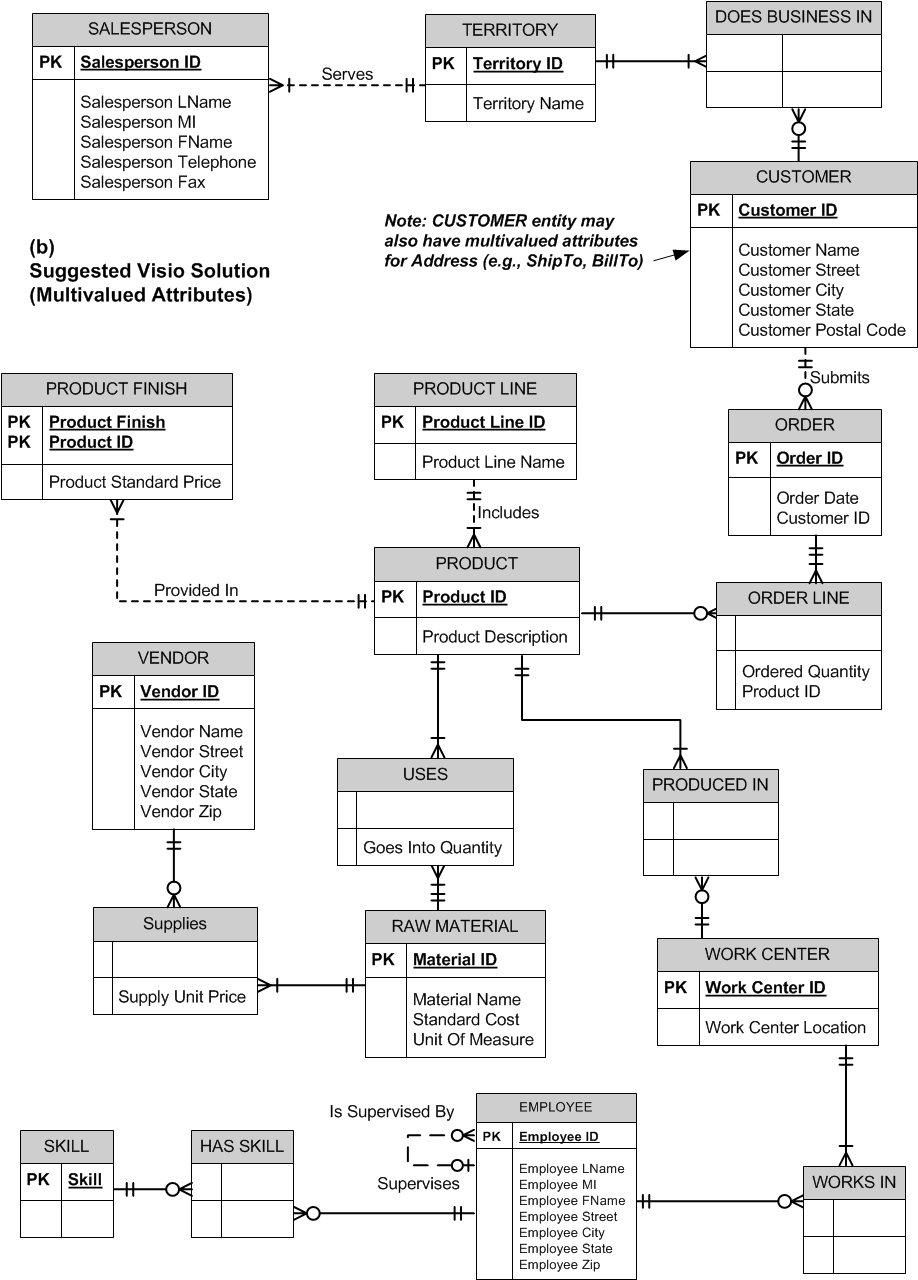 SALESPERSON
PK Salesperson ID
Salesperson LName
Salesperson MI
Salesperson FName
Salesperson Telephone
Salesperson Fax
Serves
TERRITORY
PK Territory ID
Territory Name
DOES BUSINESS IN
CUSTOMER
PK Customer ID
Customer Name
Customer Street
Customer City
Customer State
Customer Postal Code
Note: CUSTOMER entity may
also have multivalued attributes
for Address (e.g., ShipTo, BillTo)
(b)
Suggested Visio Solution
(Multivalued Attributes)
Submits
PRODUCT FINISH
PK Product Finish
PK Product ID
Product Standard Price
PRODUCT LINE
PK Product Line ID
Product Line Name
ORDER
PK Order ID
Order Date
Customer ID
Includes
Provided In
PRODUCT
PK Product ID
Product Description
ORDER LINE
Ordered Quantity
Product ID
VENDOR
PK Vendor ID
Vendor Name
Vendor Street
Vendor City
Vendor State
Vendor Zip
USES
Goes Into Quantity
PRODUCED IN
Supplies
Supply Unit Price
RAW MATERIAL
PK Material ID
Material Name
Standard Cost
Unit Of Measure
WORK CENTER
PK Work Center ID
Work Center Location
SKILL
PK Skill
HAS SKILL
Is Supervised By
Supervises
EMPLOYEE
PK Employee ID
Employee LName
Employee MI
Employee FName
Employee Street
Employee City
Employee State
Employee Zip
WORKS IN